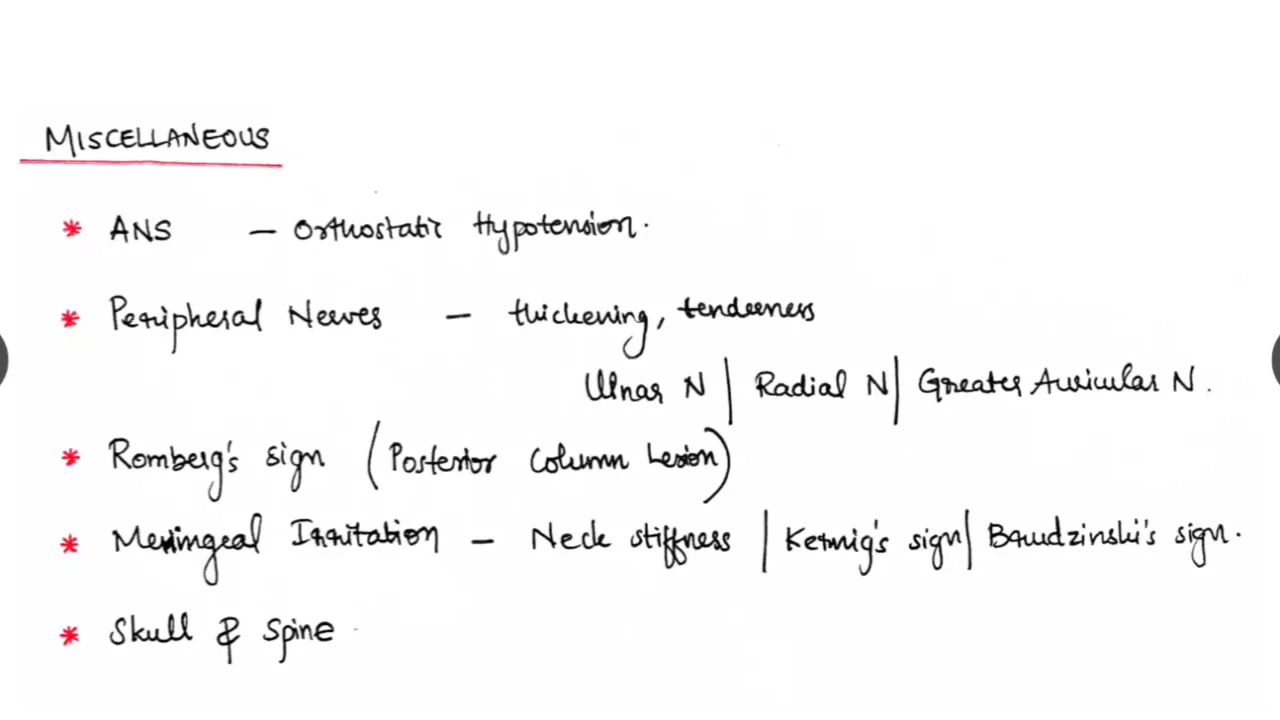 MISCELLANEOUS
* ANS — Orthostatic Hypotension.
* Peripheral Nerves — thickening, tenderness
Ulnar N | Radial N | Greater Auricular N.
* Romberg's sign (Posterior Column Lesion)
* Meningeal Irritation — Neck stiffness | Kernig's sign | Brudzinski's sign.
* Skull & Spine